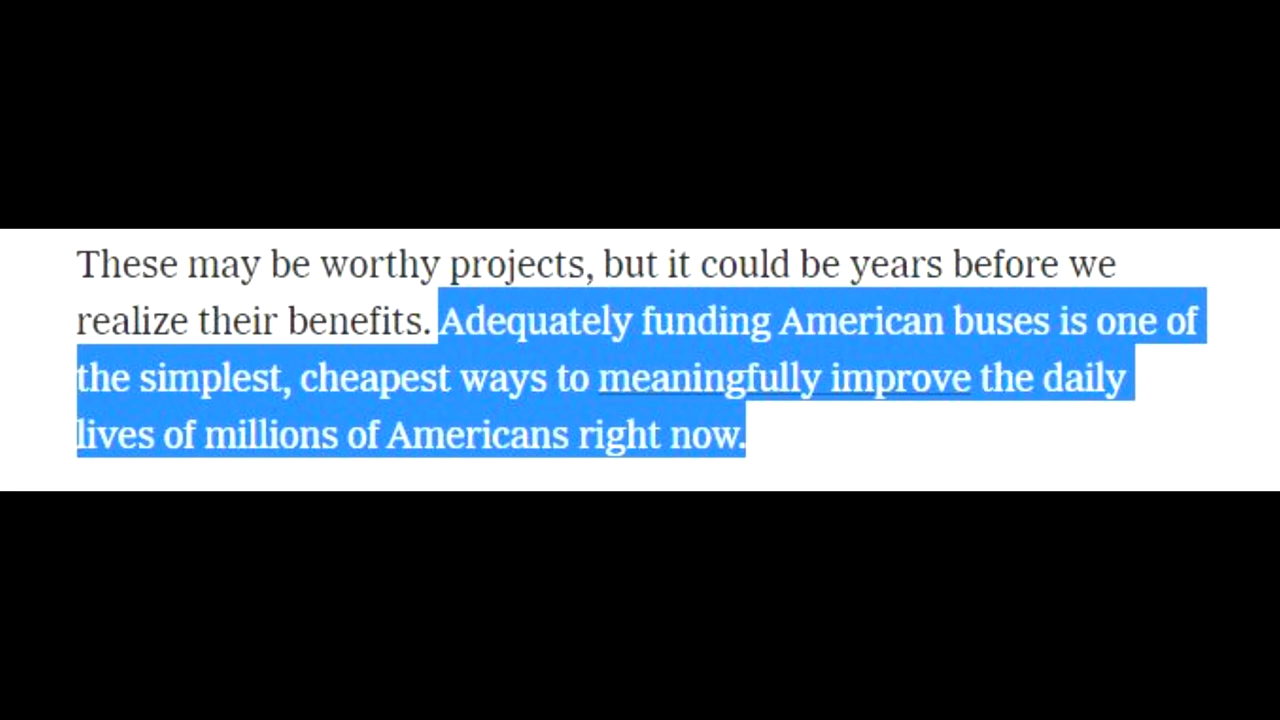 These may be worthy projects, but it could be years before we
realize their benefits. Adequately funding American buses is one of
the simplest, cheapest ways to meaningfully improve the daily
lives of millions of Americans right now.